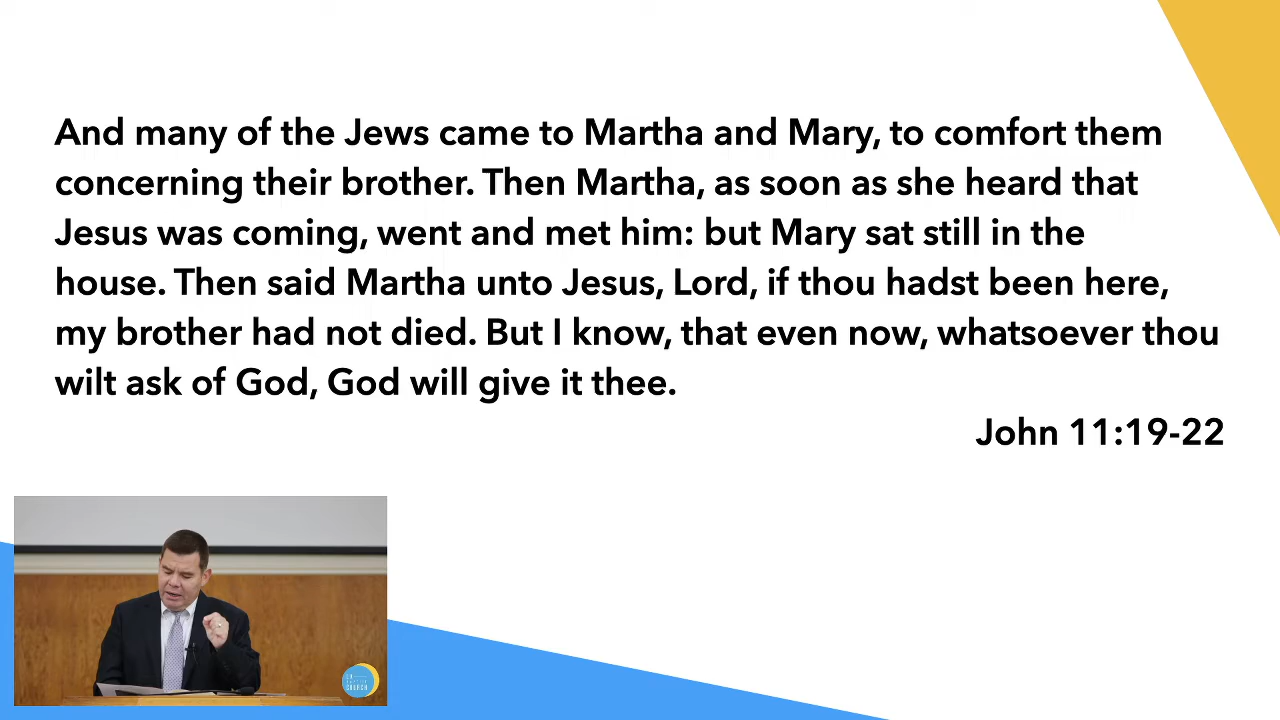 And many of the Jews came to Martha and Mary, to comfort them
concerning their brother. Then Martha, as soon as she heard that
Jesus was coming, went and met him: but Mary sat still in the
house. Then said Martha unto Jesus, Lord, if thou hadst been here,
my brother had not died. But I know, that even now, whatsoever thou
wilt ask of God, God will give it thee.
John 11:19-22
CHURCH